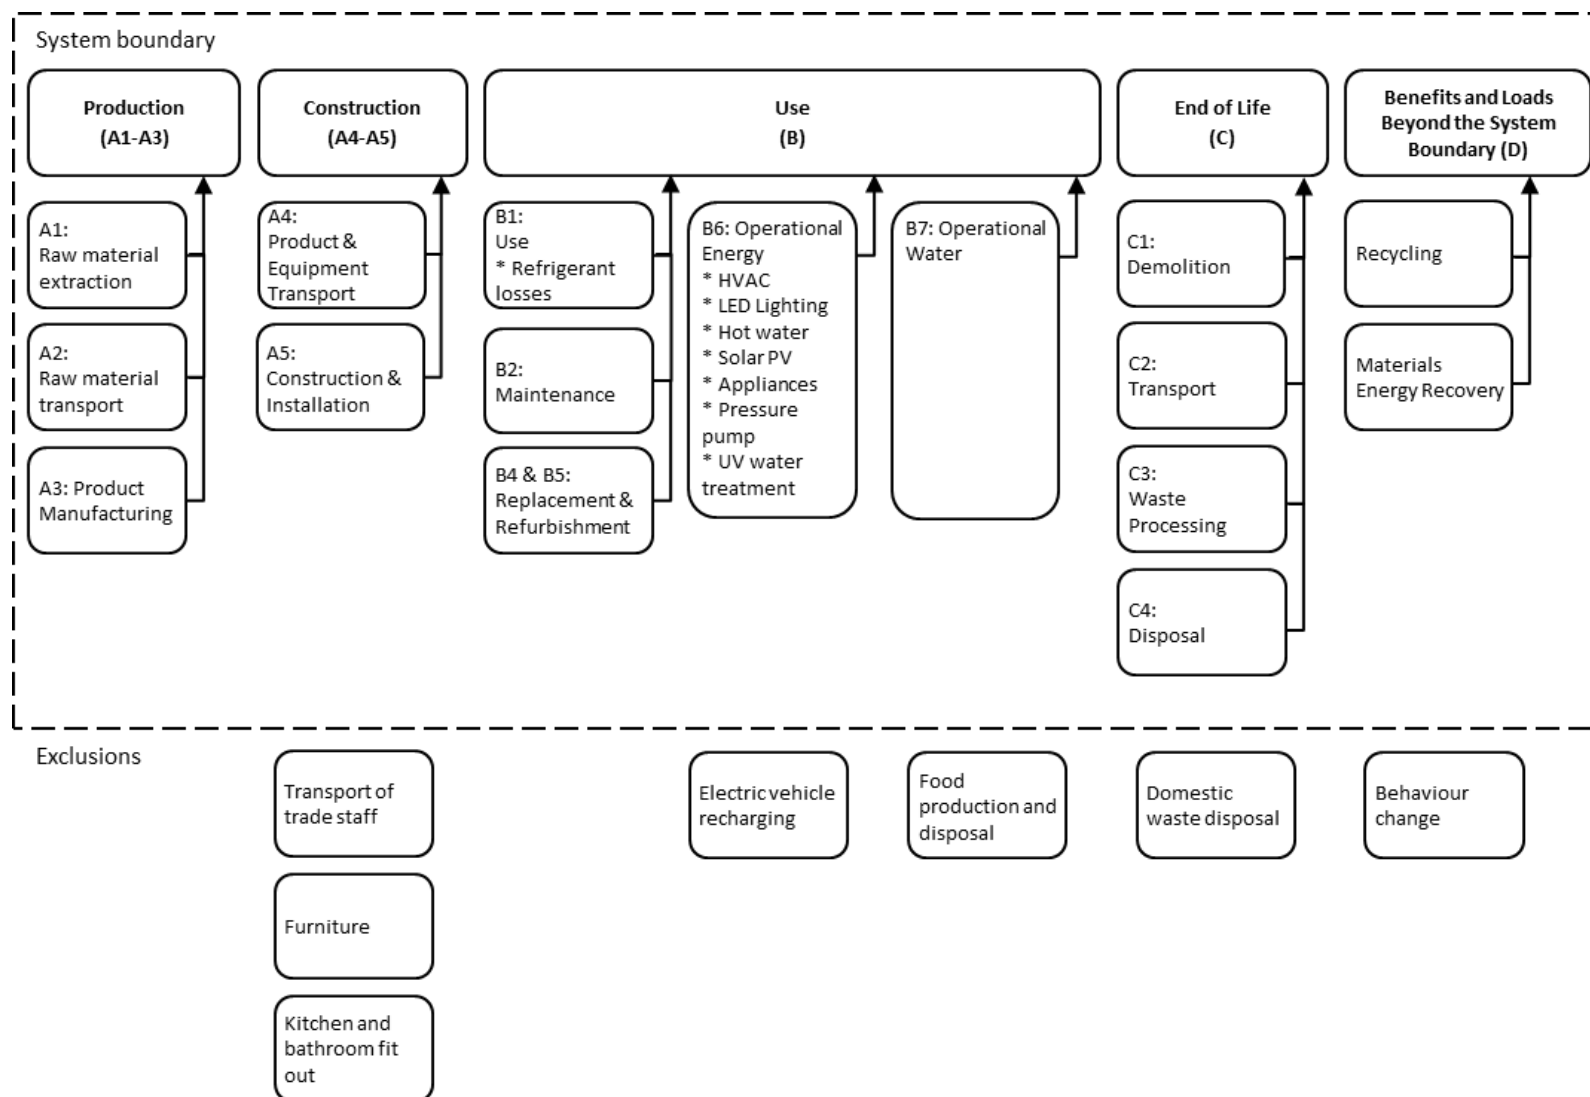 System boundary
Production
(A1-A3)
Construction
(A4-A5)
Use
(B)
End of Life
(C)
Benefits and Loads
Beyond the System
Boundary (D)
A1:
Raw material
extraction
A2:
Raw material
transport
A3: Product
Manufacturing
A4:
Product &
Equipment
Transport
A5:
Construction &
Installation
B1:
Use
* Refrigerant
losses
B2:
Maintenance
B4 & B5:
Replacement &
Refurbishment
B6: Operational
Energy
* HVAC
* LED Lighting
* Hot water
* Solar PV
* Appliances
* Pressure
pump
* UV water
treatment
B7: Operational
Water
C1:
Demolition
C2:
Transport
C3:
Waste
Processing
C4:
Disposal
Recycling
Materials
Energy Recovery
Exclusions
Transport of
trade staff
Furniture
Kitchen and
bathroom fit
out
Electric vehicle
recharging
Food
production and
disposal
Domestic
waste disposal
Behaviour
change